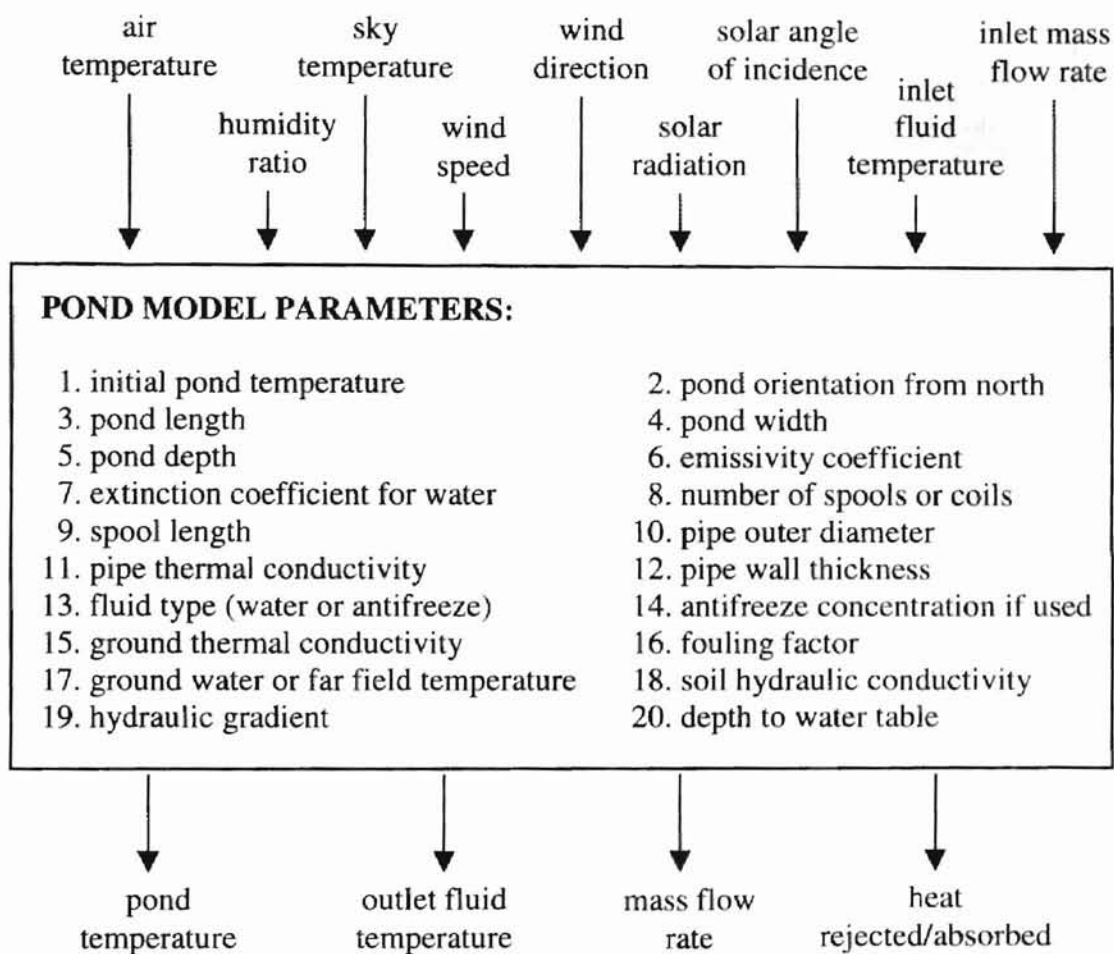 air
temperature
sky
temperature
wind
direction
solar angle
of incidence
inlet mass
flow rate
humidity
ratio
wind
speed
solar
radiation
inlet
fluid
temperature
POND MODEL PARAMETERS:
1. initial pond temperature
2. pond orientation from north
3. pond length
4. pond width
5. pond depth
6. emissivity coefficient
7. extinction coefficient for water
8. number of spools or coils
9. spool length
10. pipe outer diameter
11. pipe thermal conductivity
12. pipe wall thickness
13. fluid type (water or antifreeze)
14. antifreeze concentration if used
15. ground thermal conductivity
16. fouling factor
17. ground water or far field temperature
18. soil hydraulic conductivity
19. hydraulic gradient
20. depth to water table
pond
temperature
outlet fluid
temperature
mass flow
rate
heat
rejected/absorbed